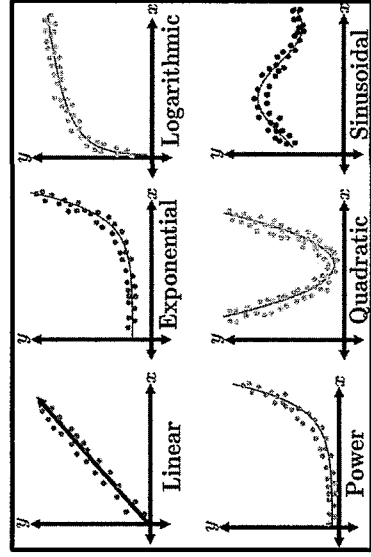 y y y
x x x
Linear Exponential Logarithmic
y y y
x x x
Power Quadratic Sinusoidal